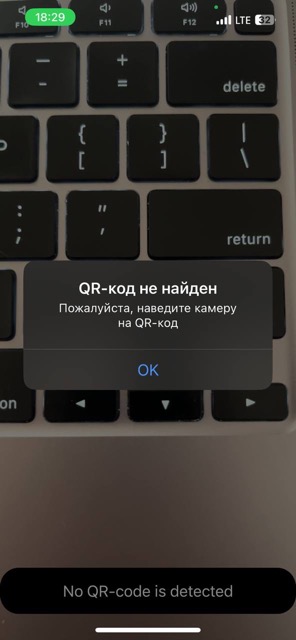 18:29
LTE 32
F10
F11
F12
—
-
+
=
delete
{
[
}
]
|
\
:
;
"
'
return
QR-код не найден
Пожалуйста, наведите камеру
на QR-код
OK
on
◀
▼
▶
No QR-code is detected